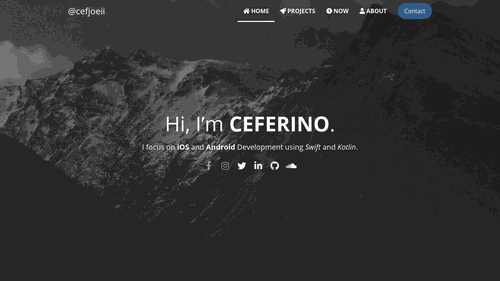 @cefjoeii
HOME PROJECTS NOW ABOUT Contact
Hi, I'm CEFERINO.
I focus on iOS and Android Development using Swift and Kotlin.